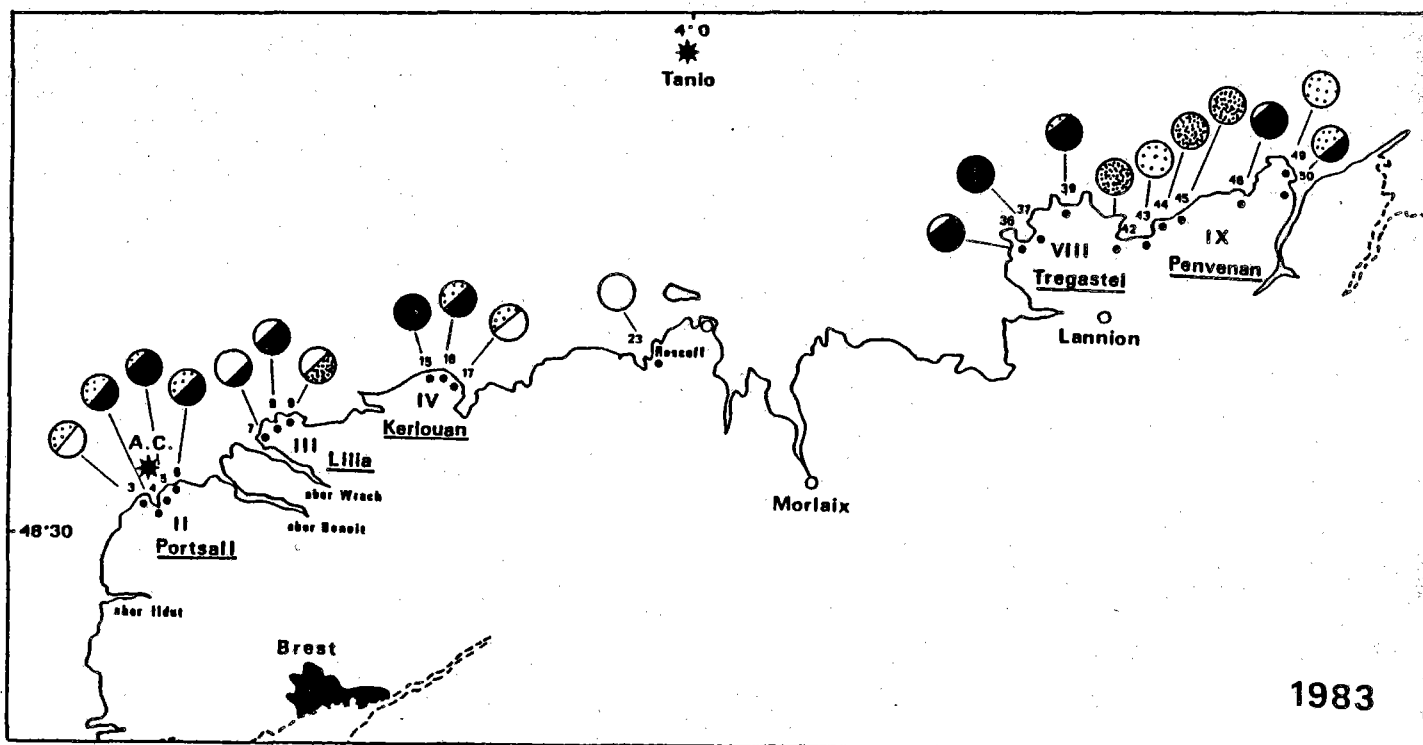 4°0
Tanio
49
50
39
46
37
45
44
43
36
42
IX
VIII
Penvenan
Tregastel
Lannion
23
Roscoff
15
16
17
IV
Kerlouan
8
9
7
III
Lilia
A.C.
6
3
4
5
aber Wrach
Morlaix
aber Benoit
II
48°30
Portsall
aber Ildut
Brest
1983